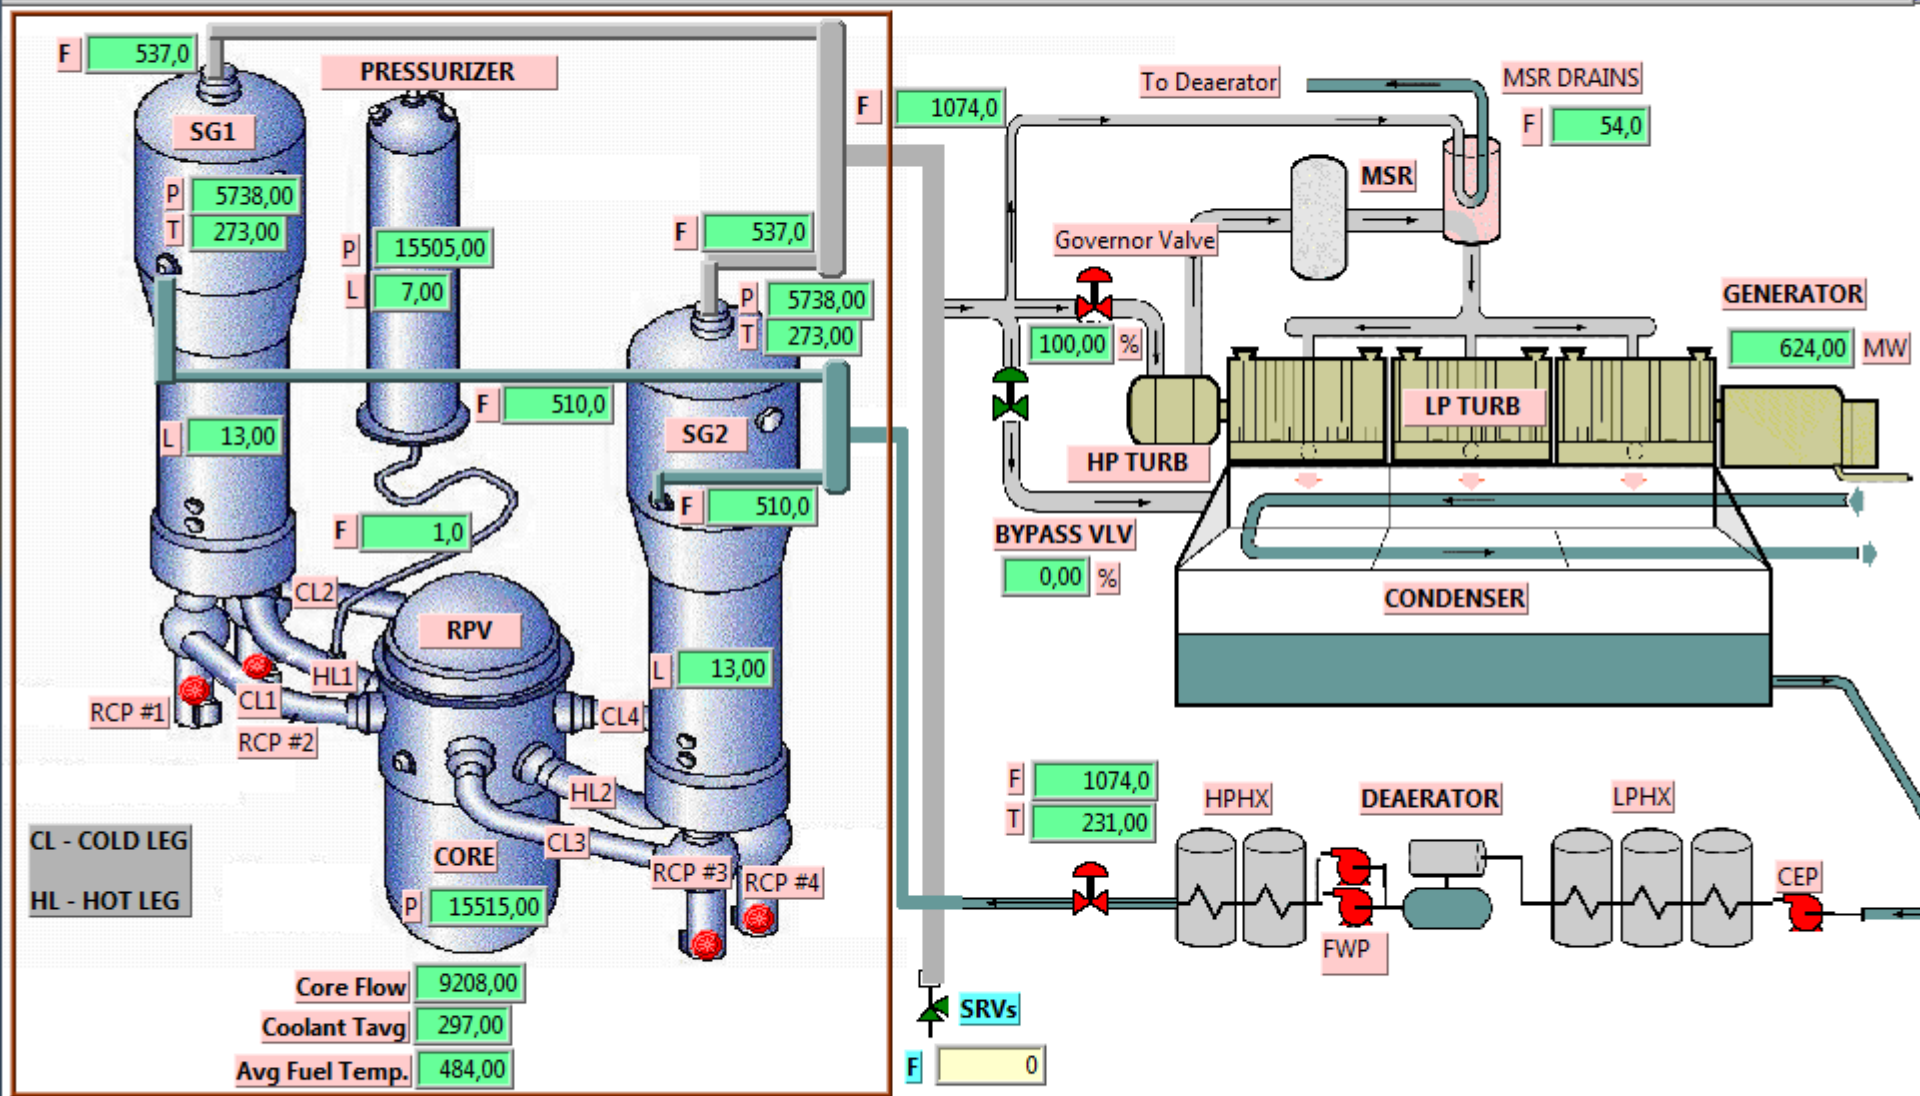 F 537,0
PRESSURIZER
SG1
P 5738,00
T 273,00
P 15505,00
L 7,00
F 537,0
P 5738,00
T 273,00
F 510,0
L 13,00
SG2
F 510,0
F 1,0
CL2
RPV
HL1
CL1
RCP #1
RCP #2
CL4
L 13,00
HL2
CL3
CORE
RCP #3
RCP #4
P 15515,00
CL - COLD LEG
HL - HOT LEG
Core Flow 9208,00
Coolant Tavg 297,00
Avg Fuel Temp. 484,00
F 1074,0
To Deaerator
MSR DRAINS
F 54,0
MSR
Governor Valve
100,00 %
GENERATOR
624,00 MW
LP TURB
HP TURB
BYPASS VLV
0,00 %
CONDENSER
F 1074,0
T 231,00
HPHX
DEAERATOR
LPHX
CEP
FWP
SRVs
F 0